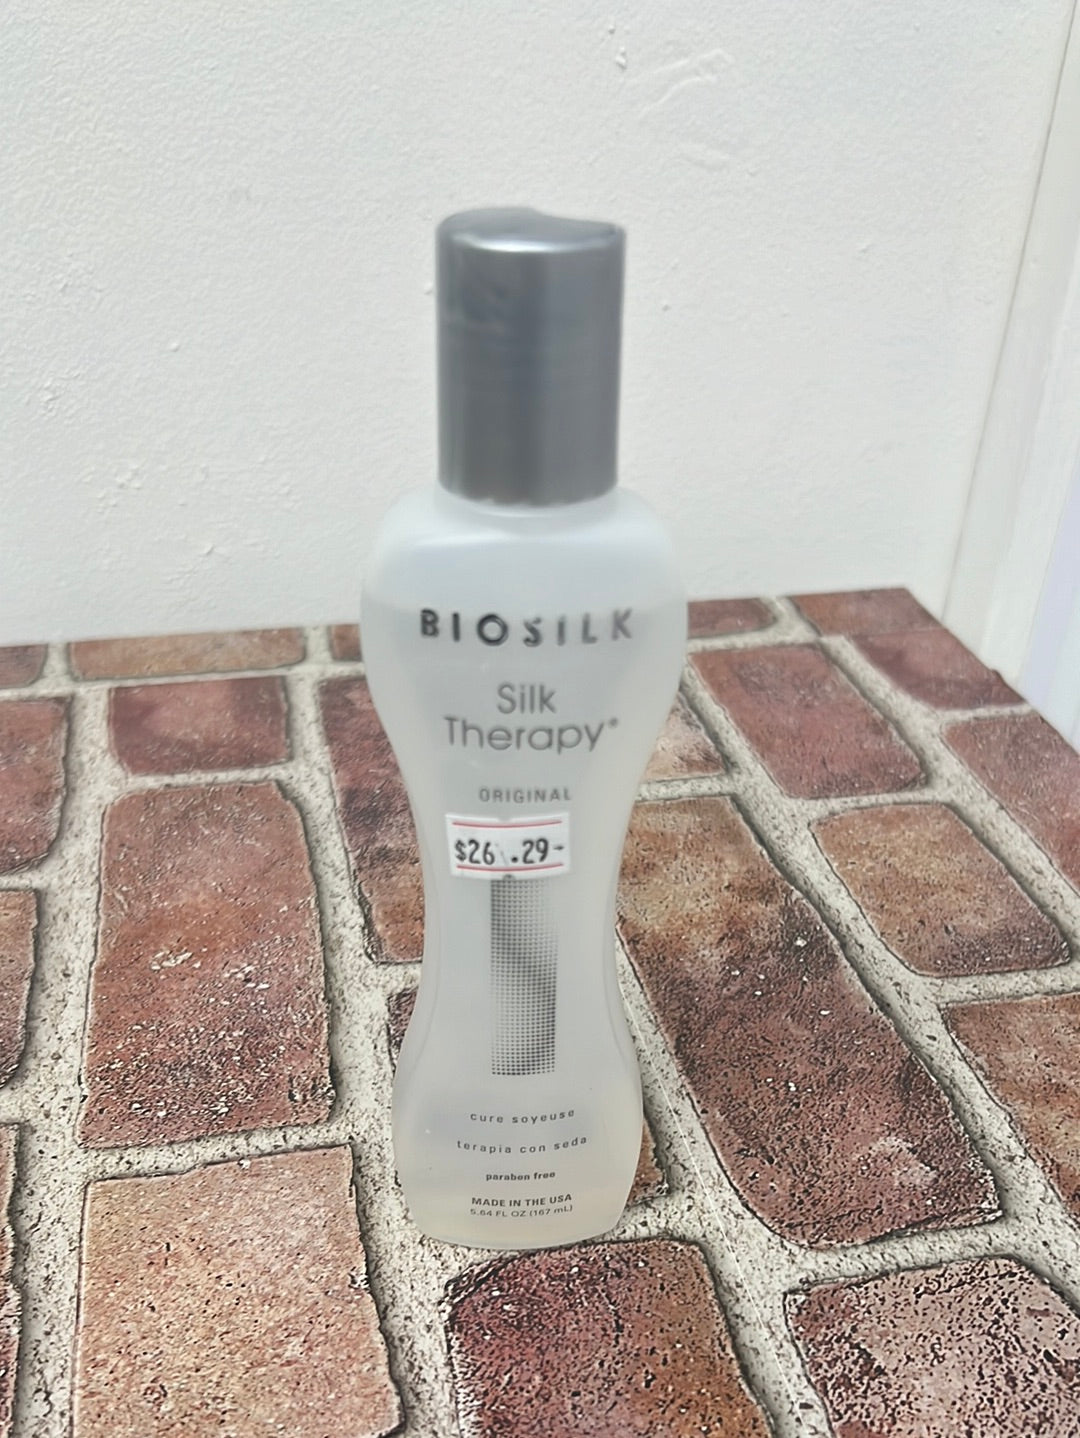 BIOSILK
Silk
Therapy®
ORIGINAL
$26.29-
cure soyeuse
terapia con seda
paraben free
MADE IN THE USA
5.64 FL OZ (167 mL)